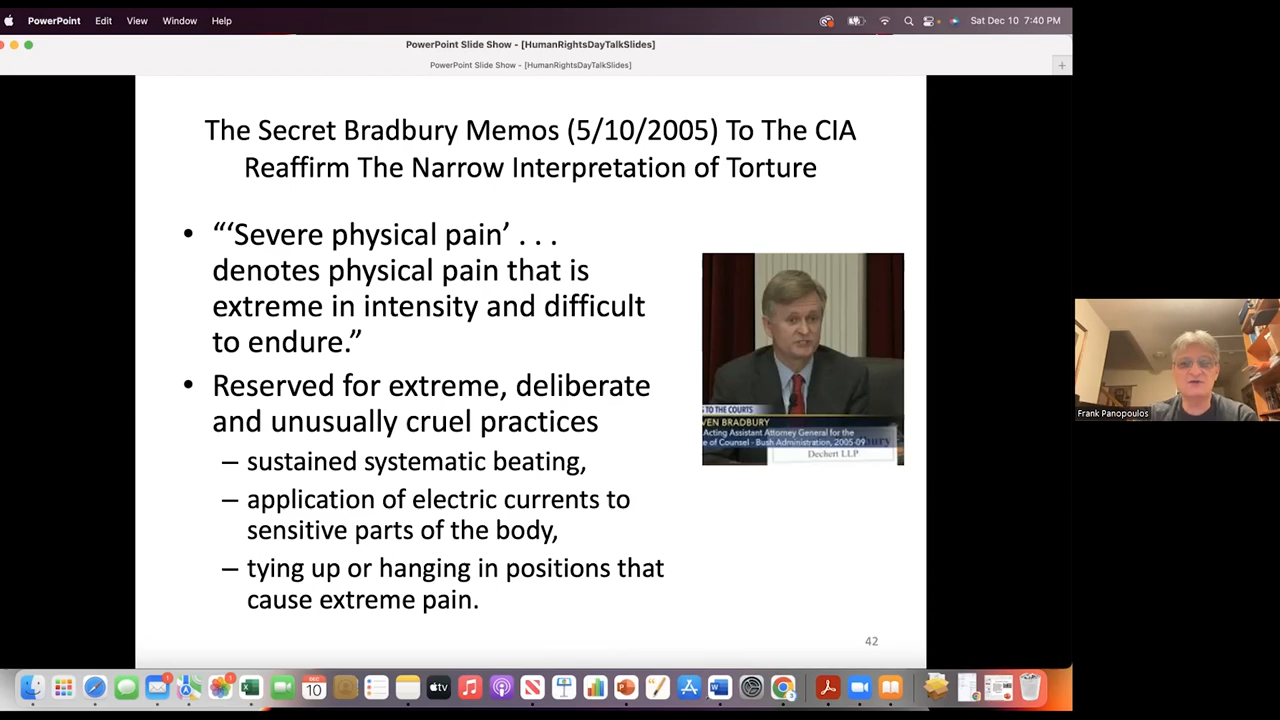 PowerPoint Edit View Window Help Sat Dec 10 7:40 PM
PowerPoint Slide Show - [HumanRightsDayTalkSlides]
PowerPoint Slide Show - [HumanRightsDayTalkSlides]
The Secret Bradbury Memos (5/10/2005) To The CIA
Reaffirm The Narrow Interpretation of Torture
• “‘Severe physical pain’ . . .
denotes physical pain that is
extreme in intensity and difficult
to endure.”
• Reserved for extreme, deliberate
and unusually cruel practices
– sustained systematic beating,
– application of electric currents to
sensitive parts of the body,
– tying up or hanging in positions that
cause extreme pain.
TO THE COURTS
VEN BRADBURY
Acting Assistant Attorney General for the
e of Counsel - Bush Administration, 2005-09
Dechert LLP
42
Frank Panopoulos
DEC
10
tv